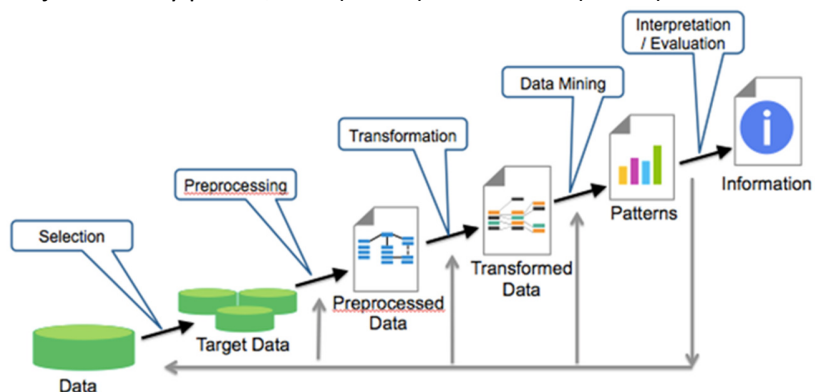 Interpretation
/ Evaluation
Data Mining
Transformation
Preprocessing
Selection
Information
Patterns
Transformed
Data
Preprocessed
Data
Target Data
Data